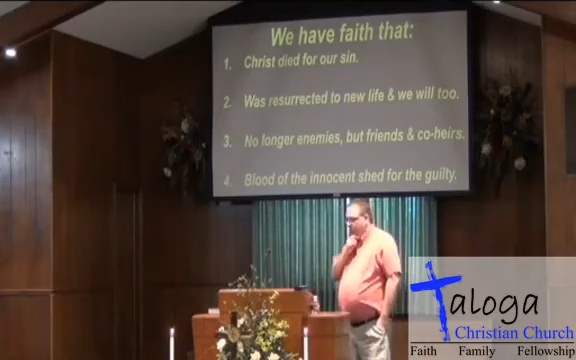 We have faith that:
1. Christ died for our sin.
2. Was resurrected to new life & we will too.
3. No longer enemies, but friends & co-heirs.
4. Blood of the innocent shed for the guilty.
Taloga
Christian Church
Faith Family Fellowship